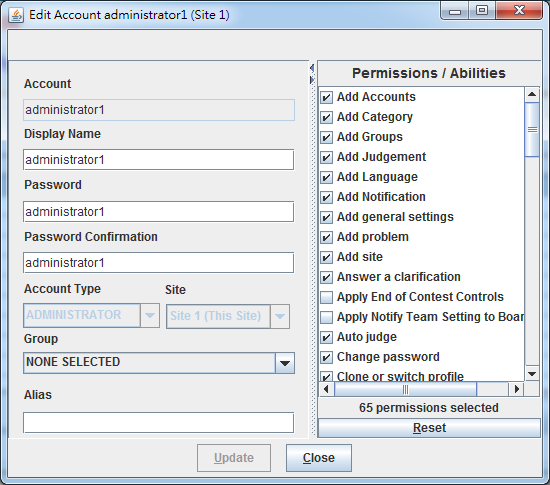 Edit Account administrator1 (Site 1)
Account
administrator1
Display Name
administrator1
Password
administrator1
Password Confirmation
administrator1
Account Type
Site
ADMINISTRATOR
Site 1 (This Site)
Group
NONE SELECTED
Alias
Permissions / Abilities
Add Accounts
Add Category
Add Groups
Add Judgement
Add Language
Add Notification
Add general settings
Add problem
Add site
Answer a clarification
Apply End of Contest Controls
Apply Notify Team Setting to Boar
Auto judge
Change password
Clone or switch profile
65 permissions selected
Reset
Update
Close